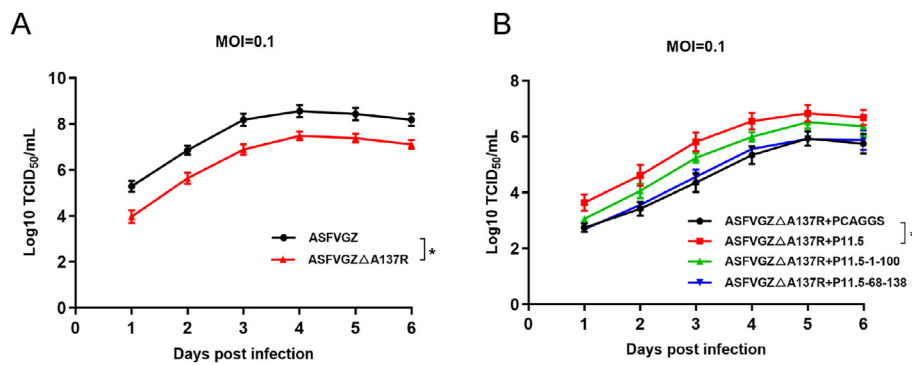 A
MOI=0.1
Log10 TCID50/mL
10
8
6
4
2
0
0 1 2 3 4 5 6
Days post infection
ASFVGZ
ASFVGZ△A137R
*
B
MOI=0.1
Log10 TCID50/mL
8
6
4
2
0
0 1 2 3 4 5 6
Days post infection
ASFVGZ△A137R+PCAGGS
ASFVGZ△A137R+P11.5
ASFVGZ△A137R+P11.5-1-100
ASFVGZ△A137R+P11.5-68-138
*